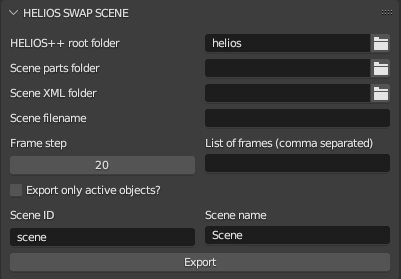 HELIOS SWAP SCENE
HELIOS++ root folder helios
Scene parts folder
Scene XML folder
Scene filename
Frame step List of frames (comma separated)
20
Export only active objects?
Scene ID Scene name
scene Scene
Export